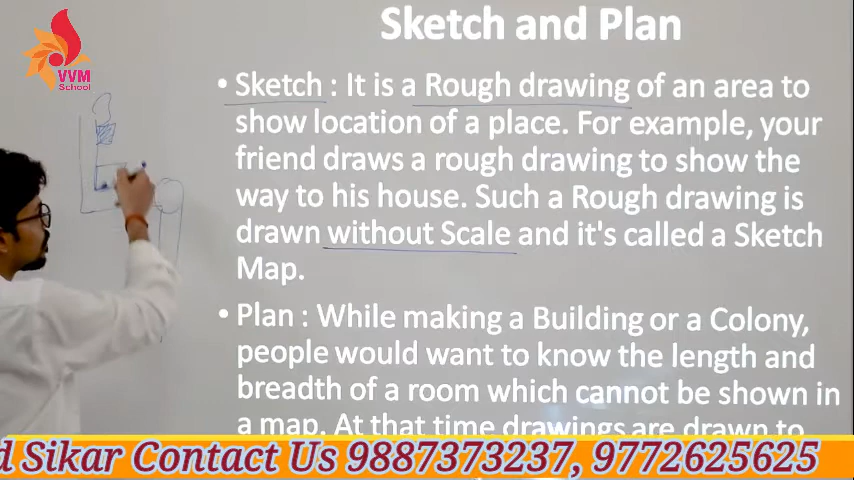 Sketch and Plan
VVM
School
• Sketch : It is a Rough drawing of an area to
show location of a place. For example, your
friend draws a rough drawing to show the
way to his house. Such a Rough drawing is
drawn without Scale and it's called a Sketch
Map.
• Plan : While making a Building or a Colony,
people would want to know the length and
breadth of a room which cannot be shown in
a map. At that time drawings are drawn to
d Sikar Contact Us 9887373237, 9772625625